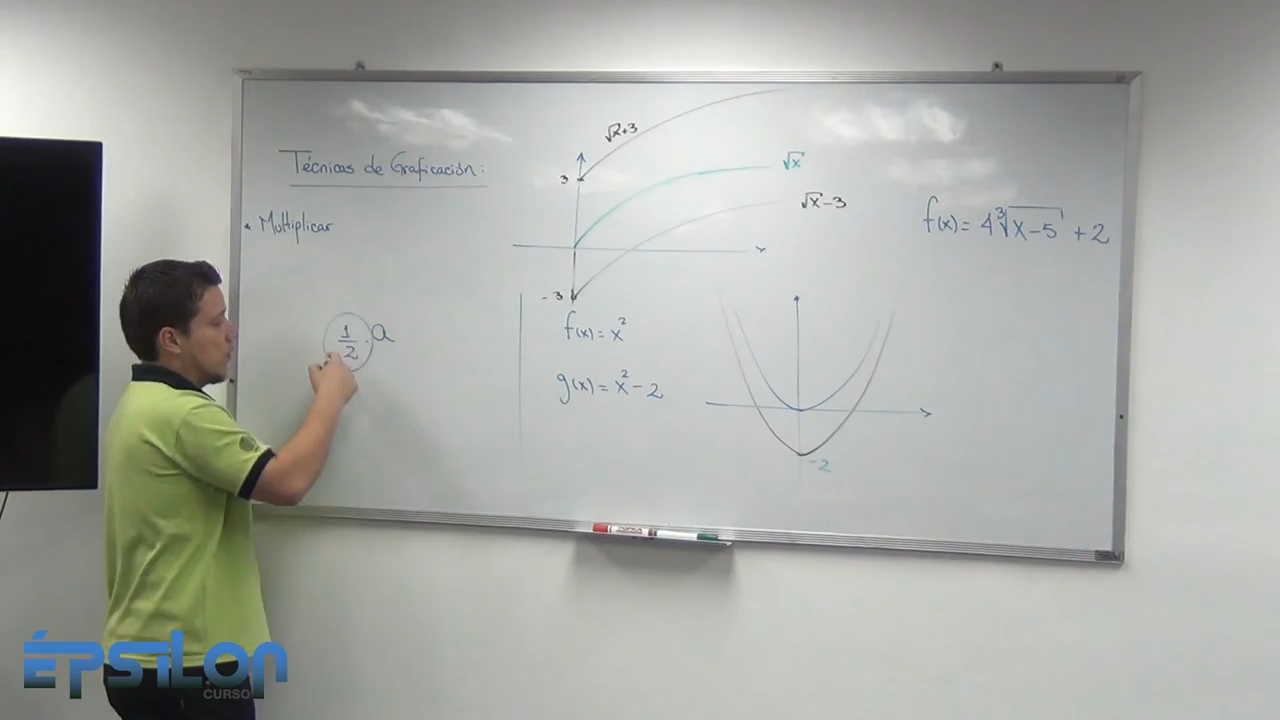 Técnicas de Graficación:
* Multiplicar
1/2 · a
√x+3
3
√x
√x-3
-3
f(x) = x²
g(x) = x² - 2
-2
f(x) = 4∛x-5 + 2
ÉPSILON
CURSO